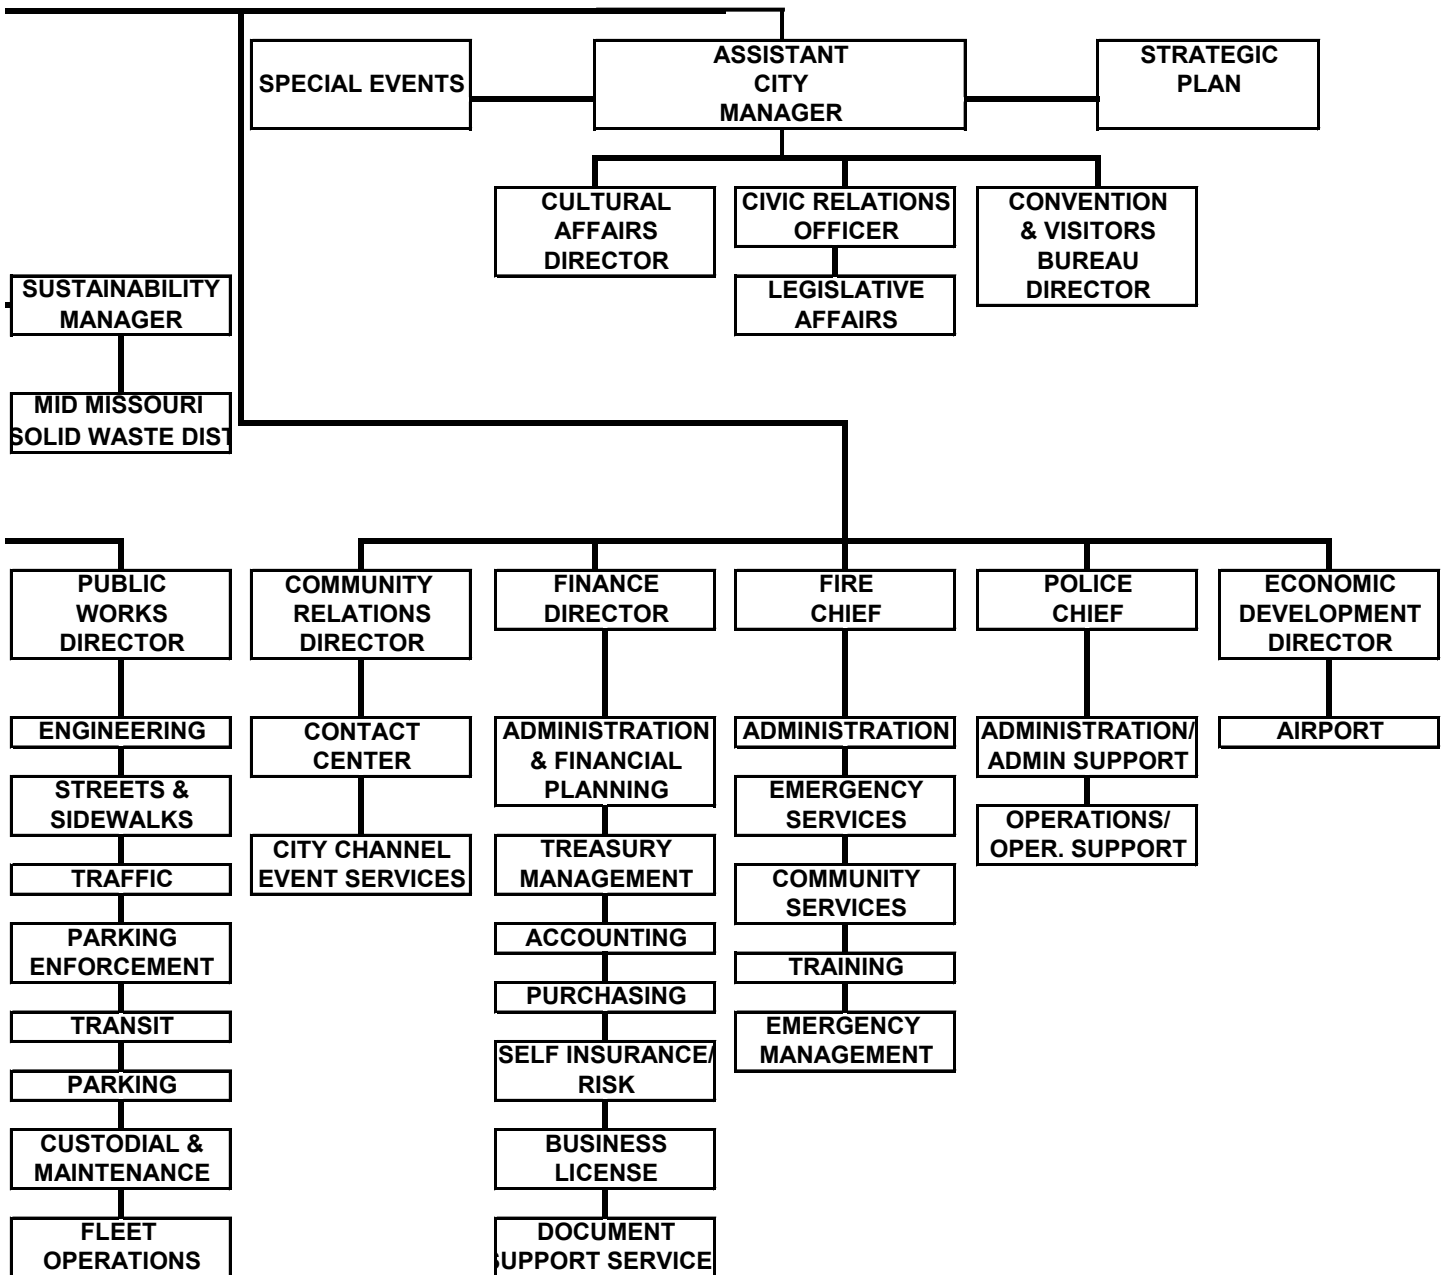 SPECIAL EVENTS
ASSISTANT
CITY
MANAGER
STRATEGIC
PLAN
CULTURAL
AFFAIRS
DIRECTOR
CIVIC RELATIONS
OFFICER
CONVENTION
& VISITORS
BUREAU
DIRECTOR
LEGISLATIVE
AFFAIRS
SUSTAINABILITY
MANAGER
MID MISSOURI
SOLID WASTE DIST
PUBLIC
WORKS
DIRECTOR
ENGINEERING
STREETS &
SIDEWALKS
TRAFFIC
PARKING
ENFORCEMENT
TRANSIT
PARKING
CUSTODIAL &
MAINTENANCE
FLEET
OPERATIONS
COMMUNITY
RELATIONS
DIRECTOR
CONTACT
CENTER
CITY CHANNEL
EVENT SERVICES
FINANCE
DIRECTOR
ADMINISTRATION
& FINANCIAL
PLANNING
TREASURY
MANAGEMENT
ACCOUNTING
PURCHASING
SELF INSURANCE/
RISK
BUSINESS
LICENSE
DOCUMENT
SUPPORT SERVICE
FIRE
CHIEF
ADMINISTRATION
EMERGENCY
SERVICES
COMMUNITY
SERVICES
TRAINING
EMERGENCY
MANAGEMENT
POLICE
CHIEF
ADMINISTRATION/
ADMIN SUPPORT
OPERATIONS/
OPER. SUPPORT
ECONOMIC
DEVELOPMENT
DIRECTOR
AIRPORT